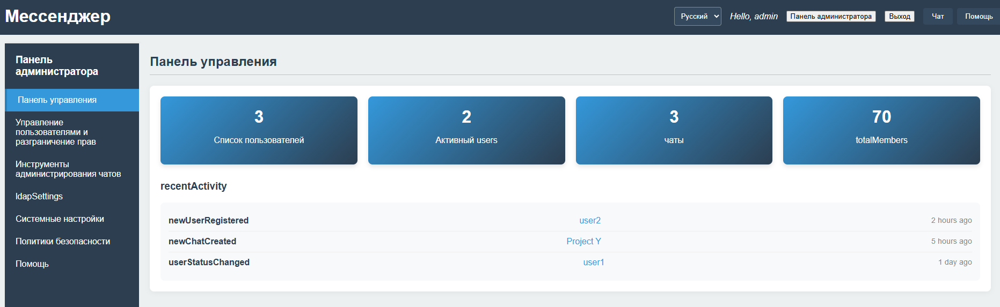 Мессенджер
Русский
Hello, admin
Панель администратора
Выход
Чат
Помощь
Панель
администратора
Панель управления
Управление
пользователями и
разграничение прав
Инструменты
администрирования чатов
ldapSettings
Системные настройки
Политики безопасности
Помощь
Панель управления
3
Список пользователей
2
Активный users
3
чаты
70
totalMembers
recentActivity
newUserRegistered user2 2 hours ago
newChatCreated Project Y 5 hours ago
userStatusChanged user1 1 day ago